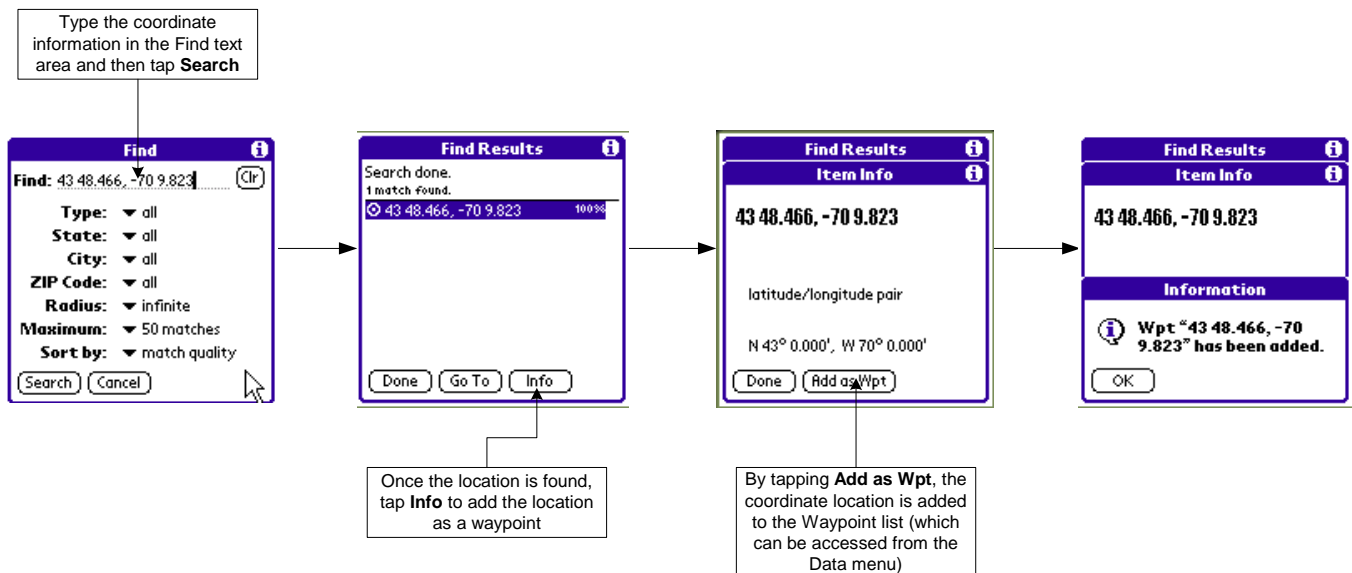 Type the coordinate
information in the Find text
area and then tap Search
Find
Find: 43 48.466, -70 9.823 Clr
Type: all
State: all
City: all
ZIP Code: all
Radius: infinite
Maximum: 50 matches
Sort by: match quality
Search Cancel
Find Results
Search done.
1 match found.
43 48.466, -70 9.823 100%
Done Go To Info
Once the location is found,
tap Info to add the location
as a waypoint
Find Results
Item Info
43 48.466, -70 9.823
latitude/longitude pair
N 43° 0.000', W 70° 0.000'
Done Add as Wpt
By tapping Add as Wpt, the
coordinate location is added
to the Waypoint list (which
can be accessed from the
Data menu)
Find Results
Item Info
43 48.466, -70 9.823
Information
Wpt “43 48.466, -70
9.823” has been added.
OK